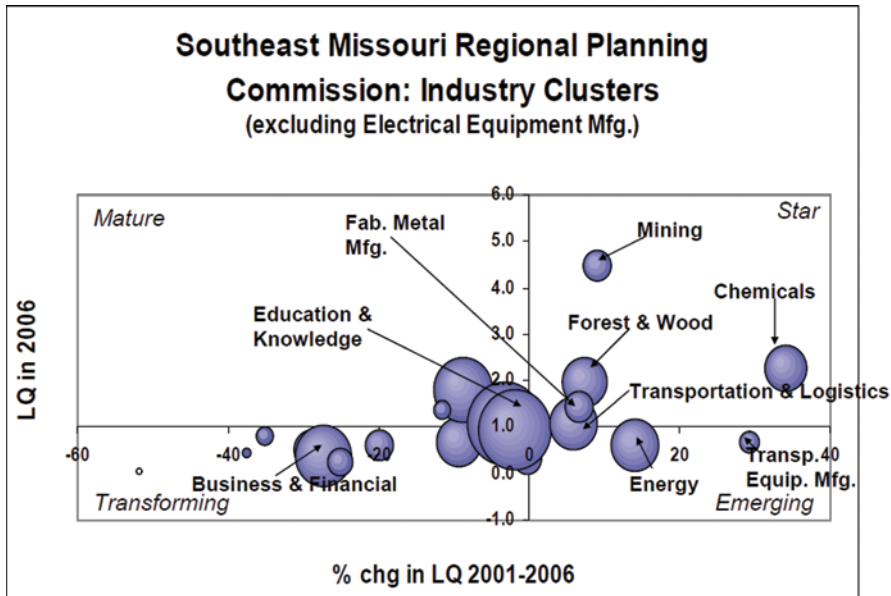 Southeast Missouri Regional Planning
Commission: Industry Clusters
(excluding Electrical Equipment Mfg.)
6.0
Mature
Fab. Metal
Mfg.
Star
5.0
Mining
4.0
Chemicals
Education &
Knowledge
3.0
Forest & Wood
2.0
Transportation & Logistics
1.0
-60
-40
-20
0
20
40
0.0
Transp.
Equip. Mfg.
Business & Financial
Energy
Transforming
Emerging
-1.0
LQ in 2006
% chg in LQ 2001-2006